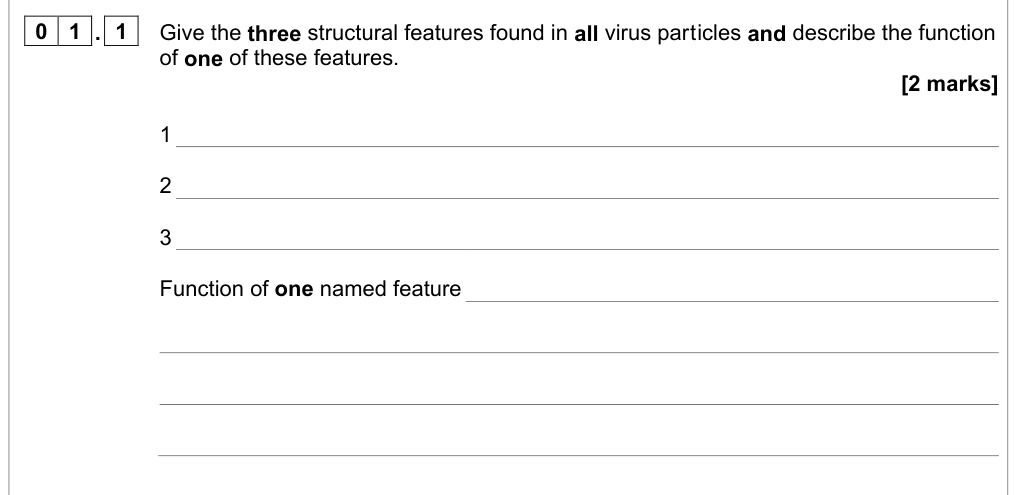 0 1 . 1 Give the three structural features found in all virus particles and describe the function
of one of these features.
[2 marks]
1
2
3
Function of one named feature